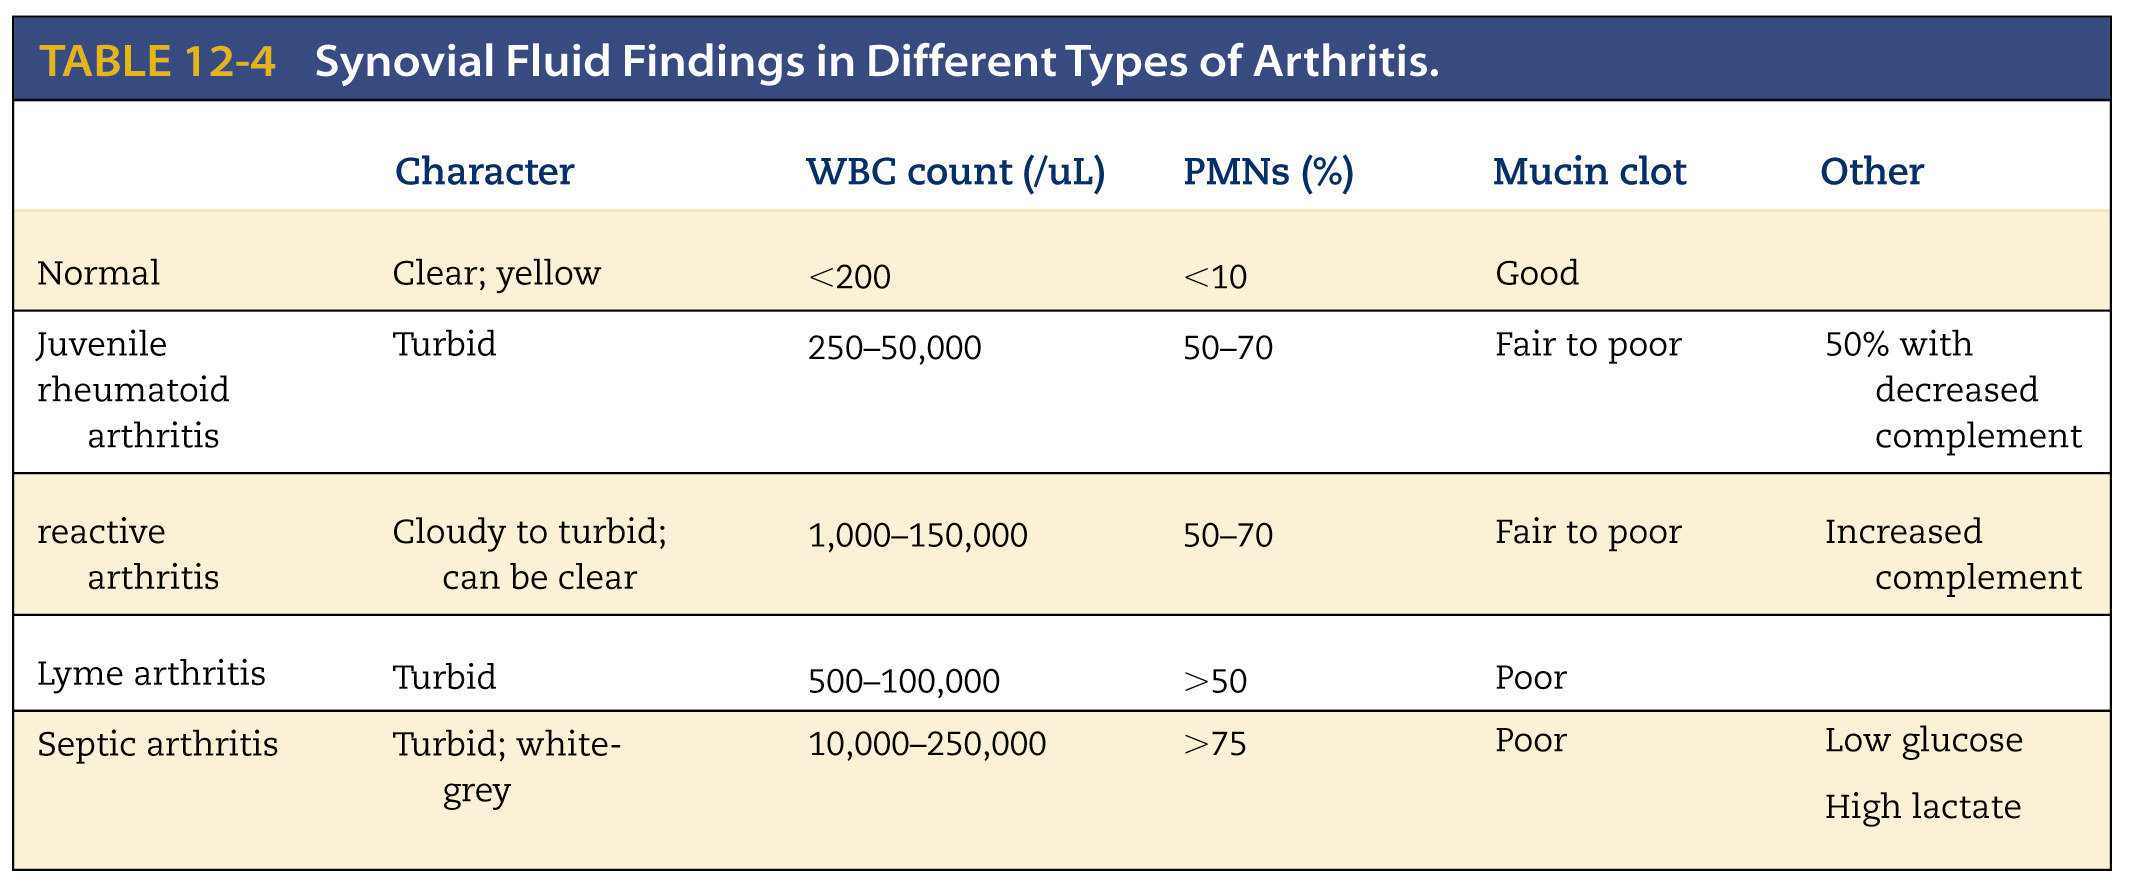 TABLE 12-4 Synovial Fluid Findings in Different Types of Arthritis.
Character WBC count (/uL) PMNs (%) Mucin clot Other
Normal Clear; yellow <200 <10 Good
Juvenile Turbid 250–50,000 50–70 Fair to poor 50% with
rheumatoid decreased
arthritis complement
reactive Cloudy to turbid; 1,000–150,000 50–70 Fair to poor Increased
arthritis can be clear complement
Lyme arthritis Turbid 500–100,000 >50 Poor
Septic arthritis Turbid; white- 10,000–250,000 >75 Poor Low glucose
grey
High lactate